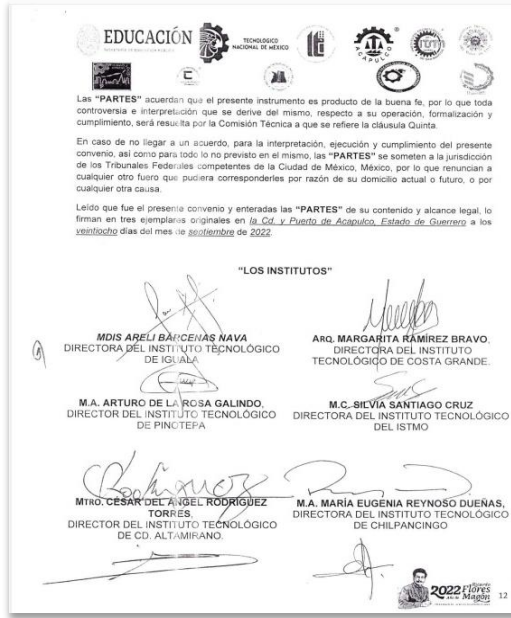 EDUCACIÓN
TECNOLÓGICO
NACIONAL DE MÉXICO
ACAPULCO
Las "PARTES" acuerdan que el presente instrumento es producto de la buena fe, por lo que toda
controversia e interpretación que se derive del mismo, respecto a su operación, formalización y
cumplimiento, será resuelta por la Comisión Técnica a que se refiere la cláusula Quinta.
En caso de no llegar a un acuerdo, para la interpretación, ejecución y cumplimiento del presente
convenio, así como para todo lo no previsto en el mismo, las "PARTES" se someten a la jurisdicción
de los Tribunales Federales competentes de la Ciudad de México, México, por lo que renuncian a
cualquier otro fuero que pudiera corresponderles por razón de su domicilio actual o futuro, o por
cualquier otra causa.
Leído que fue el presente convenio y enteradas las "PARTES" de su contenido y alcance legal, lo
firman en tres ejemplares originales en la Cd. y Puerto de Acapulco, Estado de Guerrero a los
veintiocho días del mes de septiembre de 2022.
"LOS INSTITUTOS"
MDIS ARELI BÁRCENAS NAVA
DIRECTORA DEL INSTITUTO TECNOLÓGICO
DE IGUALA
ARQ. MARGARITA RAMÍREZ BRAVO.
DIRECTORA DEL INSTITUTO
TECNOLÓGICO DE COSTA GRANDE.
M.A. ARTURO DE LA ROSA GALINDO,
DIRECTOR DEL INSTITUTO TECNOLÓGICO
DE PINOTEPA
M.C. SILVIA SANTIAGO CRUZ
DIRECTORA DEL INSTITUTO TECNOLÓGICO
DEL ISTMO
MTRO. CÉSAR DEL ÁNGEL RODRÍGUEZ
TORRES,
DIRECTOR DEL INSTITUTO TECNOLÓGICO
DE CD. ALTAMIRANO.
M.A. MARÍA EUGENIA REYNOSO DUEÑAS,
DIRECTORA DEL INSTITUTO TECNOLÓGICO
DE CHILPANCINGO
2022 Flores
Magón
12